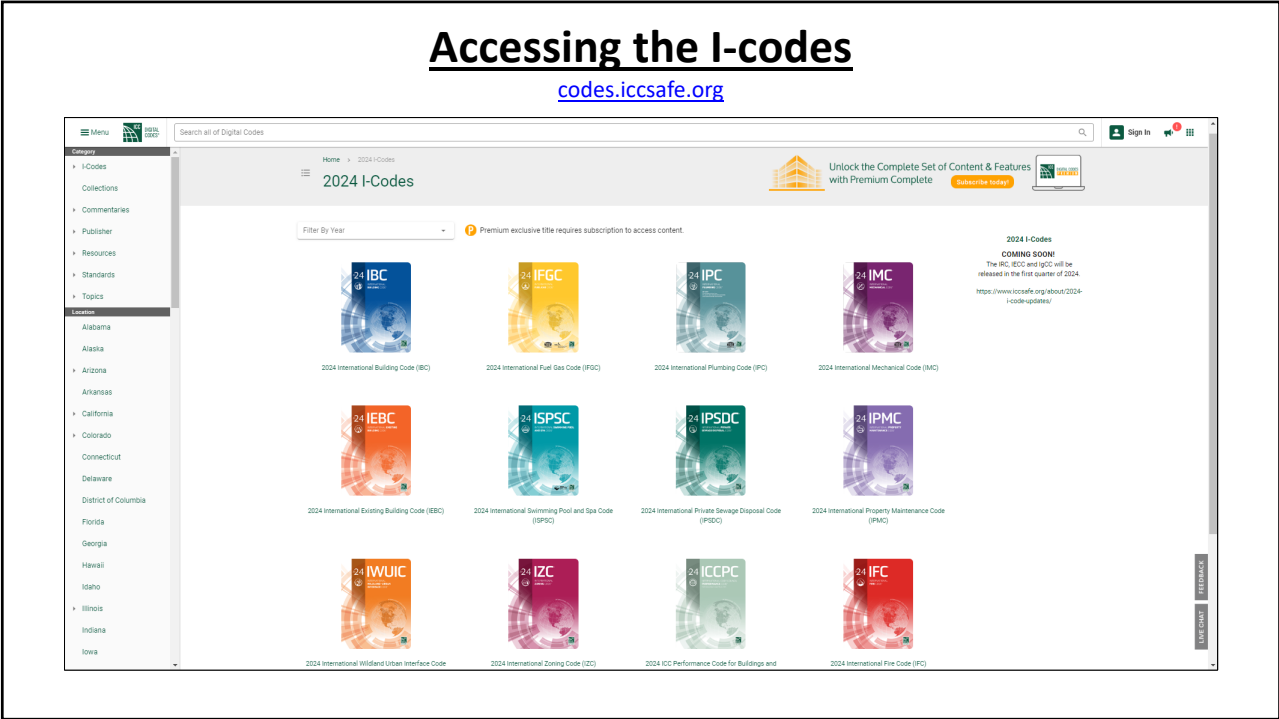 Accessing the I-codes
codes.iccsafe.org
Menu
ICC
DIGITAL
CODES
Search all of Digital Codes
Sign In
Category
I-Codes
Collections
Commentaries
Publisher
Resources
Standards
Topics
Location
Alabama
Alaska
Arizona
Arkansas
California
Colorado
Connecticut
Delaware
District of Columbia
Florida
Georgia
Hawaii
Idaho
Illinois
Indiana
Iowa
Home › 2024 I-Codes
2024 I-Codes
Unlock the Complete Set of Content & Features
with Premium Complete
Subscribe today!
Filter By Year
P Premium exclusive title requires subscription to access content.
24 IBC
24 IFGC
24 IPC
24 IMC
2024 International Building Code (IBC)
2024 International Fuel Gas Code (IFGC)
2024 International Plumbing Code (IPC)
2024 International Mechanical Code (IMC)
24 IEBC
24 ISPSC
24 IPSDC
24 IPMC
2024 International Existing Building Code (IEBC)
2024 International Swimming Pool and Spa Code
(ISPSC)
2024 International Private Sewage Disposal Code
(IPSDC)
2024 International Property Maintenance Code
(IPMC)
24 IWUIC
24 IZC
24 ICCPC
24 IFC
2024 International Wildland Urban Interface Code
2024 International Zoning Code (IZC)
2024 ICC Performance Code for Buildings and
2024 International Fire Code (IFC)
2024 I-Codes
COMING SOON!
The IRC, IECC and IgCC will be
released in the first quarter of 2024.
https://www.iccsafe.org/about/2024-
i-code-updates/
FEEDBACK
LIVE CHAT